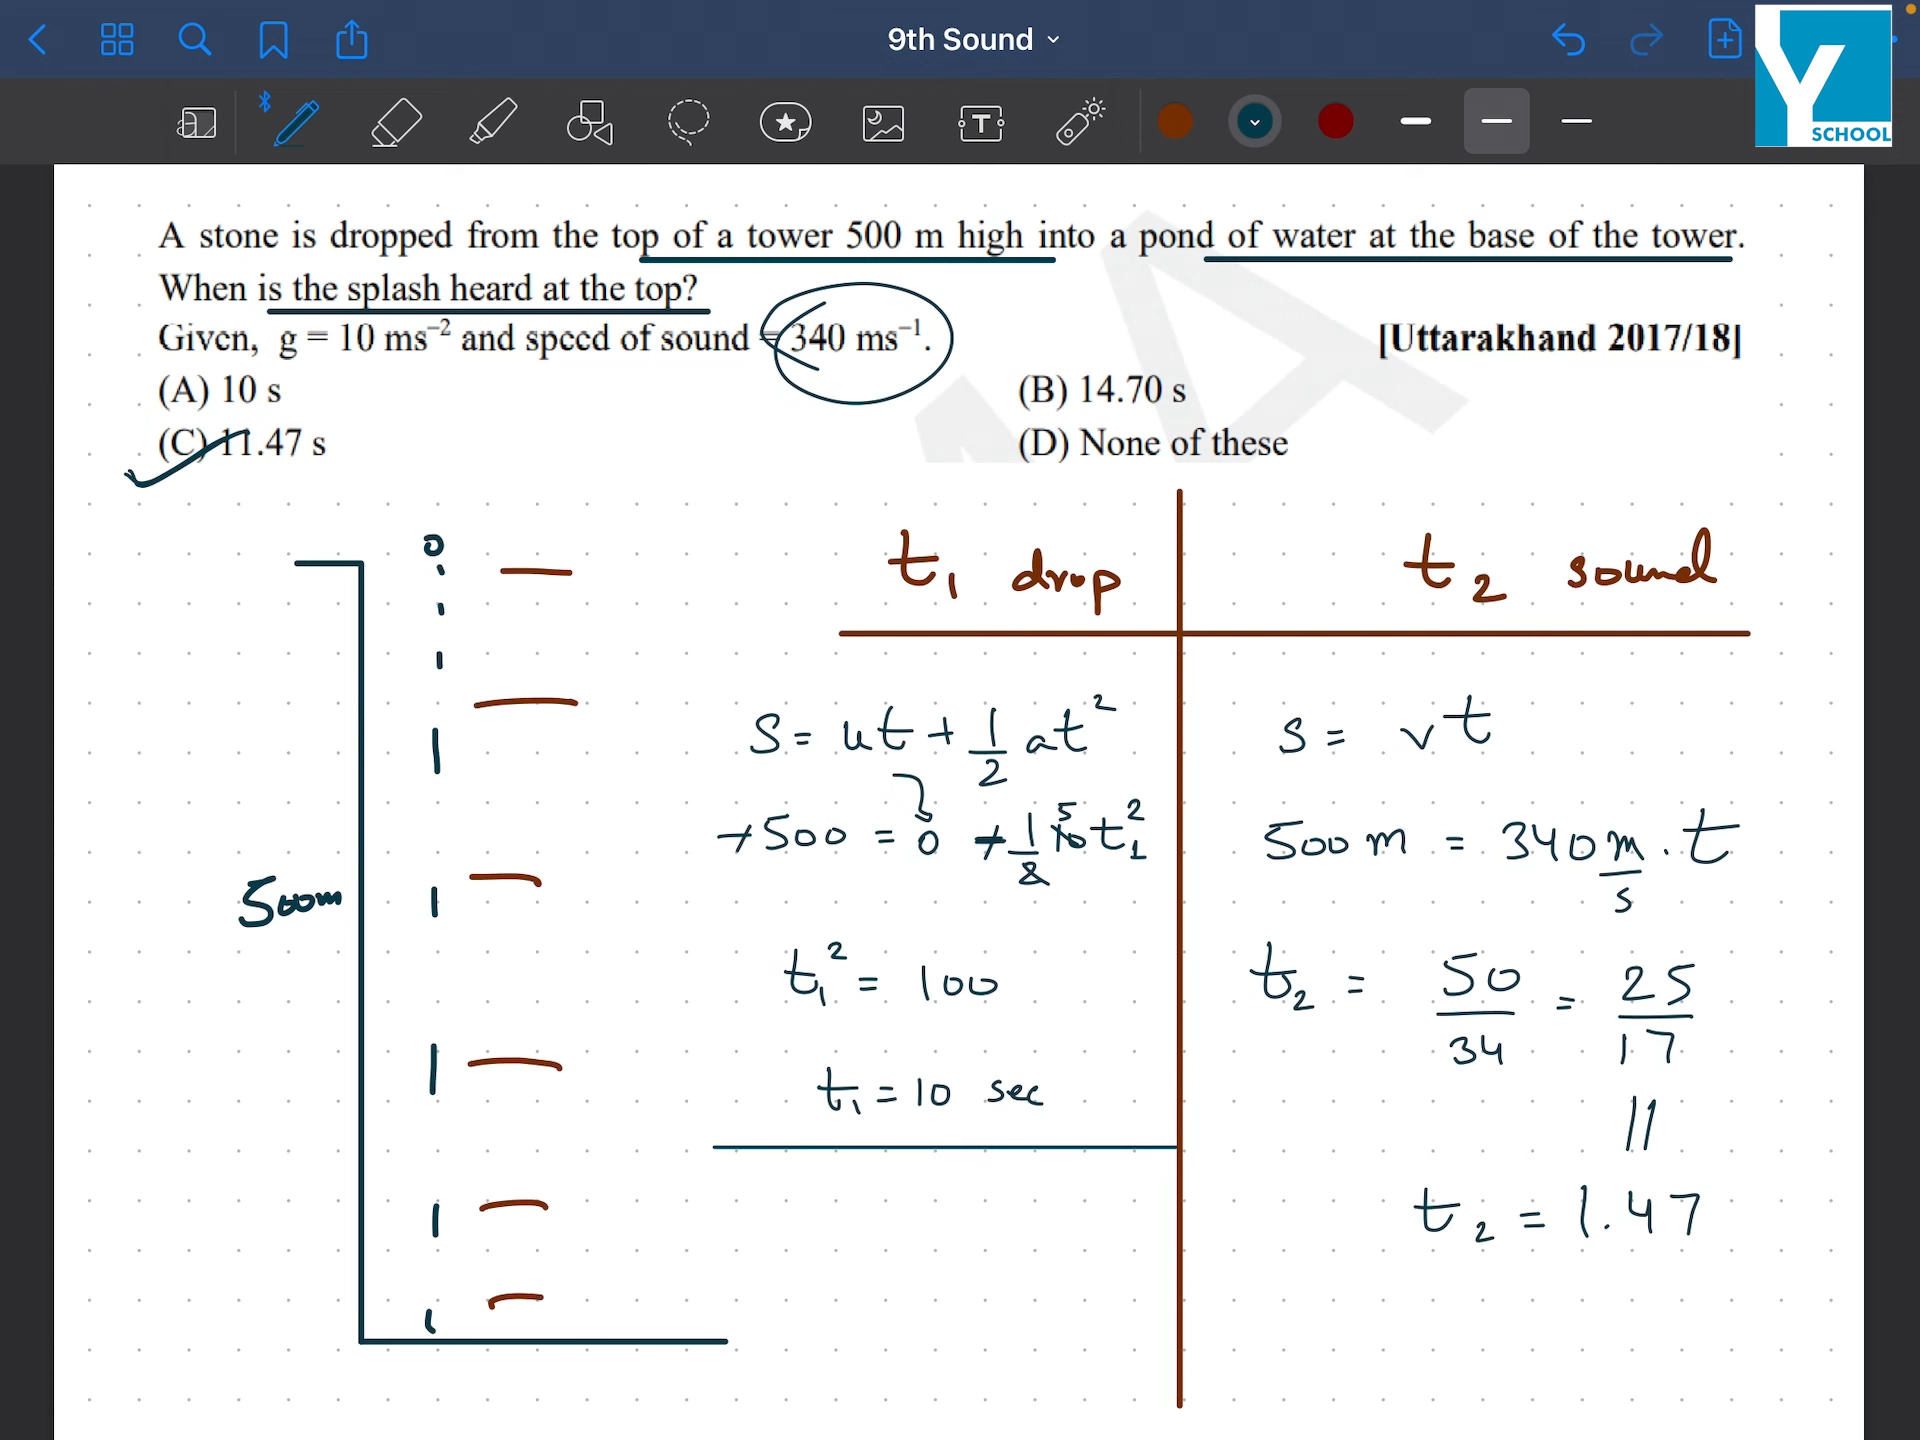 9th Sound
Y
SCHOOL
A stone is dropped from the top of a tower 500 m high into a pond of water at the base of the tower.
When is the splash heard at the top?
Given, g = 10 ms⁻² and speed of sound = 340 ms⁻¹.
[Uttarakhand 2017/18]
(A) 10 s
(B) 14.70 s
(C) 11.47 s
(D) None of these
500m
t₁ drop
S = ut + 1/2 at²
+500 = 0 + 1/2 10 5 t₁²
t₁² = 100
t₁ = 10 sec
t₂ sound
s = vt
500 m = 340 m/s . t
t₂ = 50/34 = 25/17
||
t₂ = 1.47